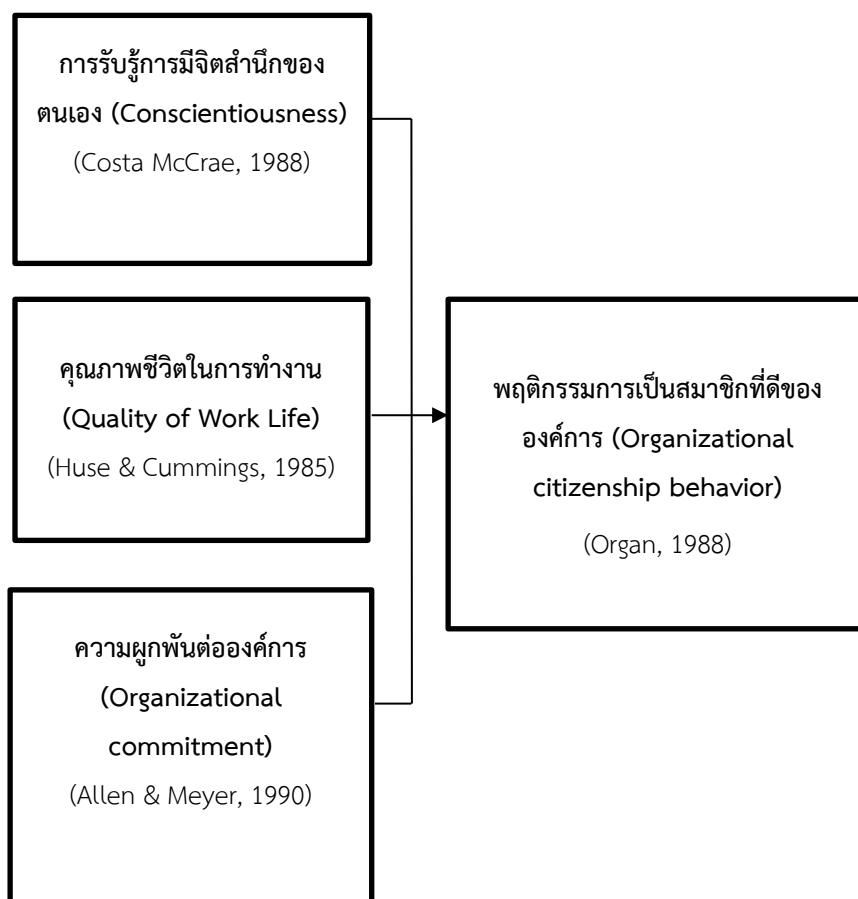 การรับรู้การมีจิตสำนึกของ
ตนเอง (Conscientiousness)
(Costa McCrae, 1988)
คุณภาพชีวิตในการทำงาน
(Quality of Work Life)
(Huse & Cummings, 1985)
ความผูกพันต่อองค์การ
(Organizational
commitment)
(Allen & Meyer, 1990)
พฤติกรรมการเป็นสมาชิกที่ดีของ
องค์การ (Organizational
citizenship behavior)
(Organ, 1988)